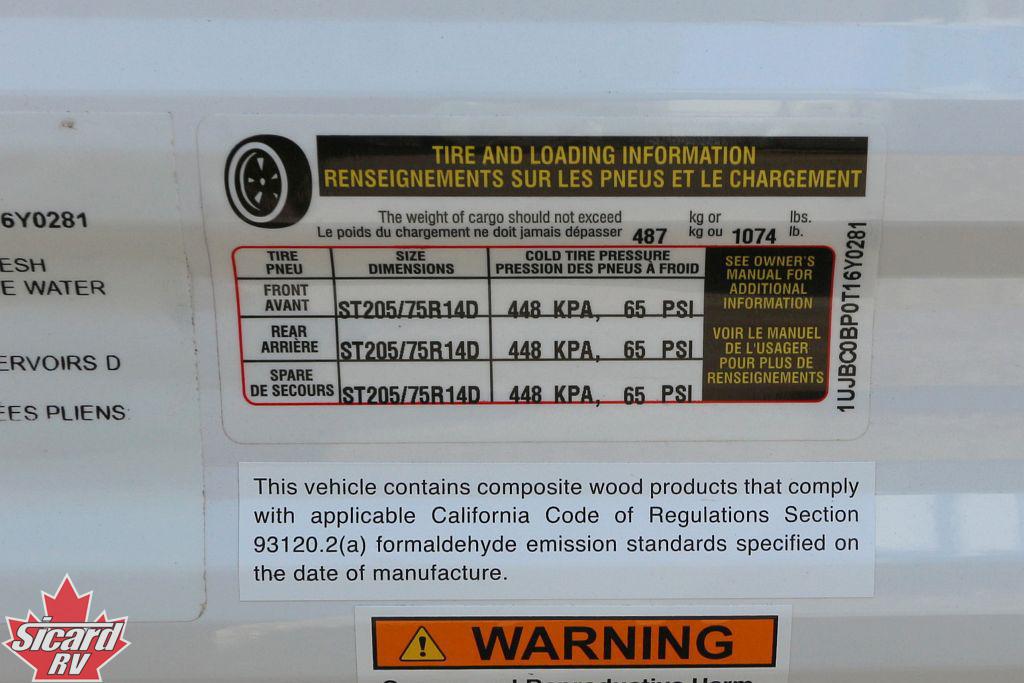 6Y0281
ESH
E WATER
ERVOIRS D
ÉES PLIENS
TIRE AND LOADING INFORMATION
RENSEIGNEMENTS SUR LES PNEUS ET LE CHARGEMENT
The weight of cargo should not exceed kg or lbs.
Le poids du chargement ne doit jamais dépasser 487 kg ou 1074 lb.
TIRE SIZE COLD TIRE PRESSURE
PNEU DIMENSIONS PRESSION DES PNEUS À FROID
FRONT
AVANT ST205/75R14D 448 KPA, 65 PSI
REAR
ARRIÈRE ST205/75R14D 448 KPA, 65 PSI
SPARE
DE SECOURS ST205/75R14D 448 KPA, 65 PSI
SEE OWNER'S
MANUAL FOR
ADDITIONAL
INFORMATION
VOIR LE MANUEL
DE L'USAGER
POUR PLUS DE
RENSEIGNEMENTS
1UJBC0BP0T16Y0281
This vehicle contains composite wood products that comply
with applicable California Code of Regulations Section
93120.2(a) formaldehyde emission standards specified on
the date of manufacture.
WARNING
Sicard
RV